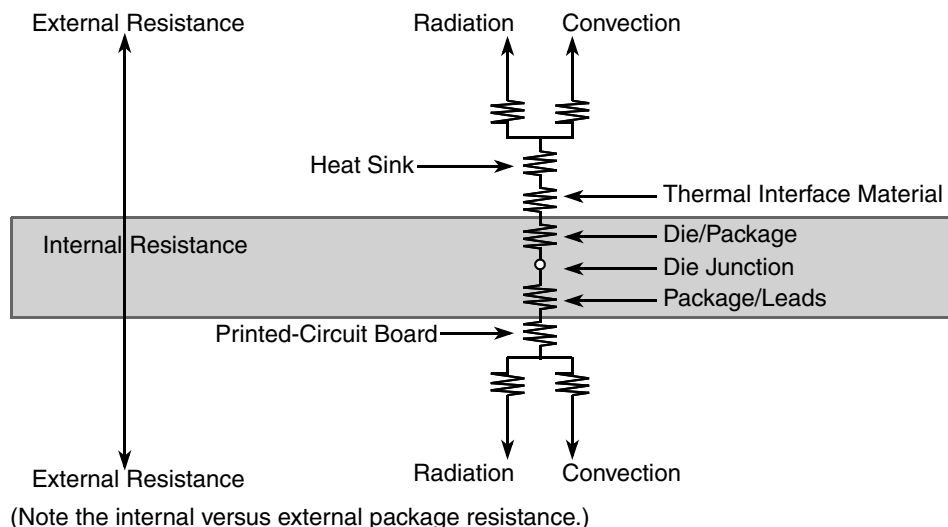 External Resistance
Radiation
Convection
Heat Sink
Thermal Interface Material
Internal Resistance
Die/Package
Die Junction
Package/Leads
Printed-Circuit Board
External Resistance
Radiation
Convection
(Note the internal versus external package resistance.)